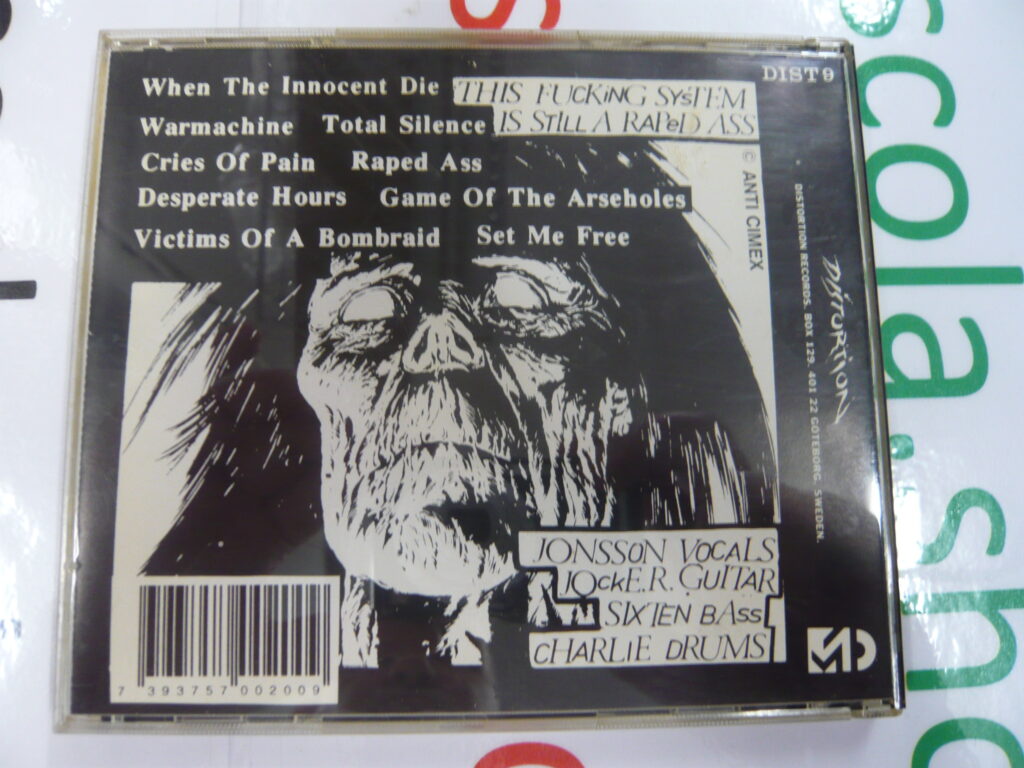 When The Innocent Die
THIS FUCKiNG SYSTEM
Warmachine Total Silence
IS STILL A RAPeD ASS
Cries Of Pain Raped Ass
Desperate Hours Game Of The Arseholes
Victims Of A Bombraid Set Me Free
DIST 9
© ANTI CIMEX
DISTORTION
DISTORTION RECORDS. BOX 129. 401 22 GÖTEBORG. SWEDEN.
JONSSON VOCALS
JOckE.R. GUITAR
SIXTEN BASS
CHARLIE DRUMS
7 393757 002009
scola.sho